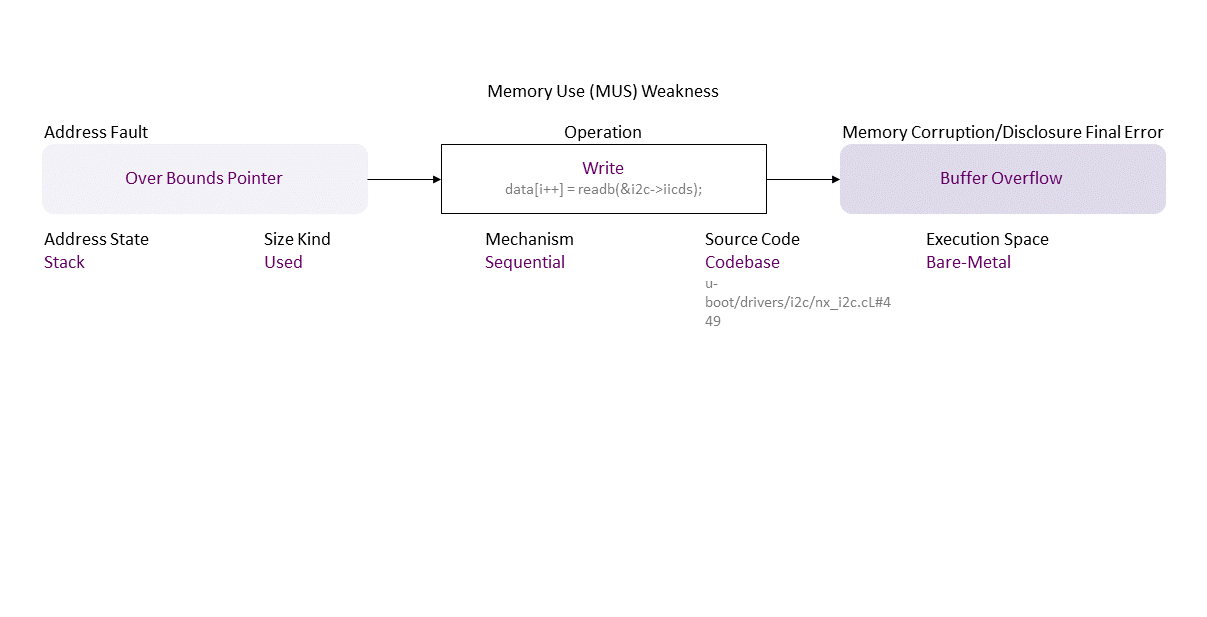 Memory Use (MUS) Weakness
Address Fault
Operation
Memory Corruption/Disclosure Final Error
Over Bounds Pointer
Write
data[i++] = readb(&i2c->iicds);
Buffer Overflow
Address State
Size Kind
Mechanism
Source Code
Execution Space
Stack
Used
Sequential
Codebase
Bare-Metal
u-
boot/drivers/i2c/nx_i2c.cL#4
49